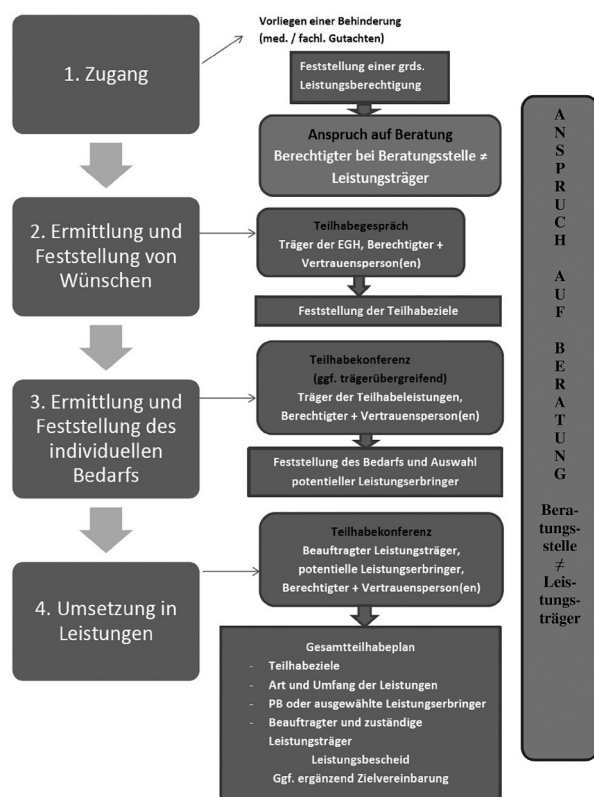 1. Zugang
Vorliegen einer Behinderung
(med. / fachl. Gutachten)
Feststellung einer grds.
Leistungsberechtigung
Anspruch auf Beratung
Berechtigter bei Beratungsstelle ≠
Leistungsträger
2. Ermittlung und
Feststellung von
Wünschen
Teilhabegespräch
Träger der EGH, Berechtigter +
Vertrauensperson(en)
Feststellung der Teilhabeziele
3. Ermittlung und
Feststellung des
individuellen
Bedarfs
Teilhabekonferenz
(ggf. trägerübergreifend)
Träger der Teilhabeleistungen,
Berechtigter + Vertrauensperson(en)
Feststellung des Bedarfs und Auswahl
potentieller Leistungserbringer
4. Umsetzung in
Leistungen
Teilhabekonferenz
Beauftragter Leistungsträger,
potentielle Leistungserbringer,
Berechtigter + Vertrauensperson(en)
Gesamtteilhabeplan
- Teilhabeziele
- Art und Umfang der Leistungen
- PB oder ausgewählte Leistungserbringer
- Beauftragter und zuständige
Leistungsträger
Leistungsbescheid
Ggf. ergänzend Zielvereinbarung
ANSPRUCH AUF BERATUNG
Bera-
tungs-
stelle
≠
Leis-
tungs-
träger